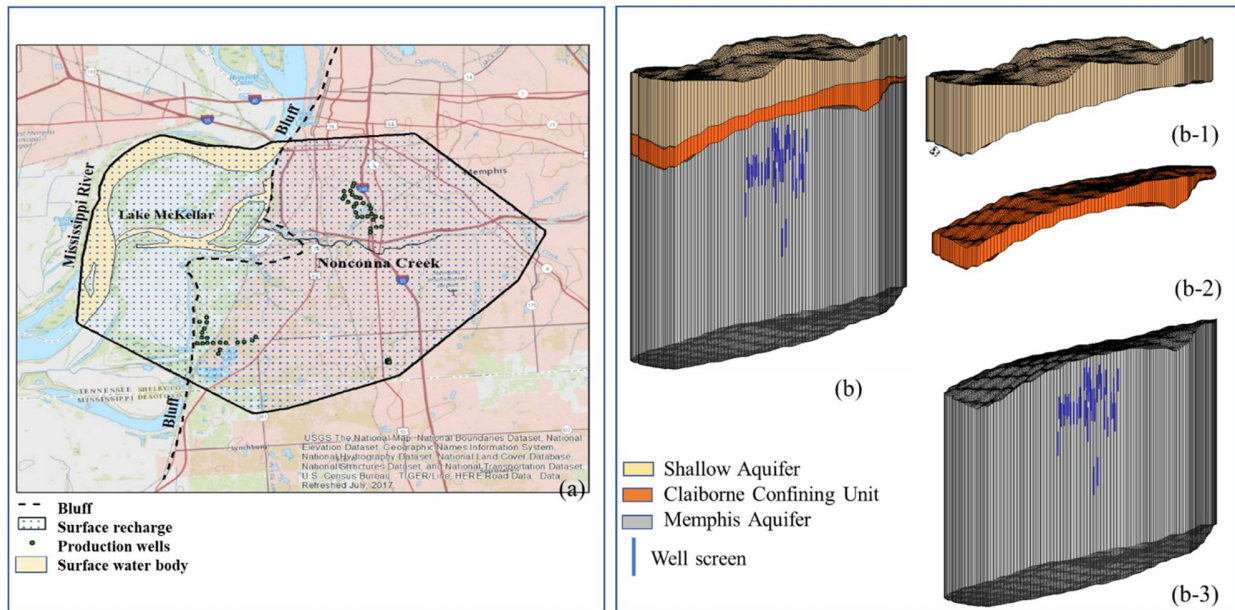 Bluff
Mississippi River
Lake McKellar
Memphis
Nonconna Creek
TENNESSEE
MISSISSIPPI
Bluff
USGS The National Map: National Boundaries Dataset, National
Elevation Dataset, Geographic Names Information System,
National Hydrography Dataset, National Land Cover Database,
National Structures Dataset, and National Transportation Dataset;
U.S. Census Bureau - TIGER/Line; HERE Road Data. Data
Refreshed July, 2017.
(a)
Bluff
Surface recharge
Production wells
Surface water body
(b)
(b-1)
(b-2)
(b-3)
Shallow Aquifer
Claiborne Confining Unit
Memphis Aquifer
Well screen